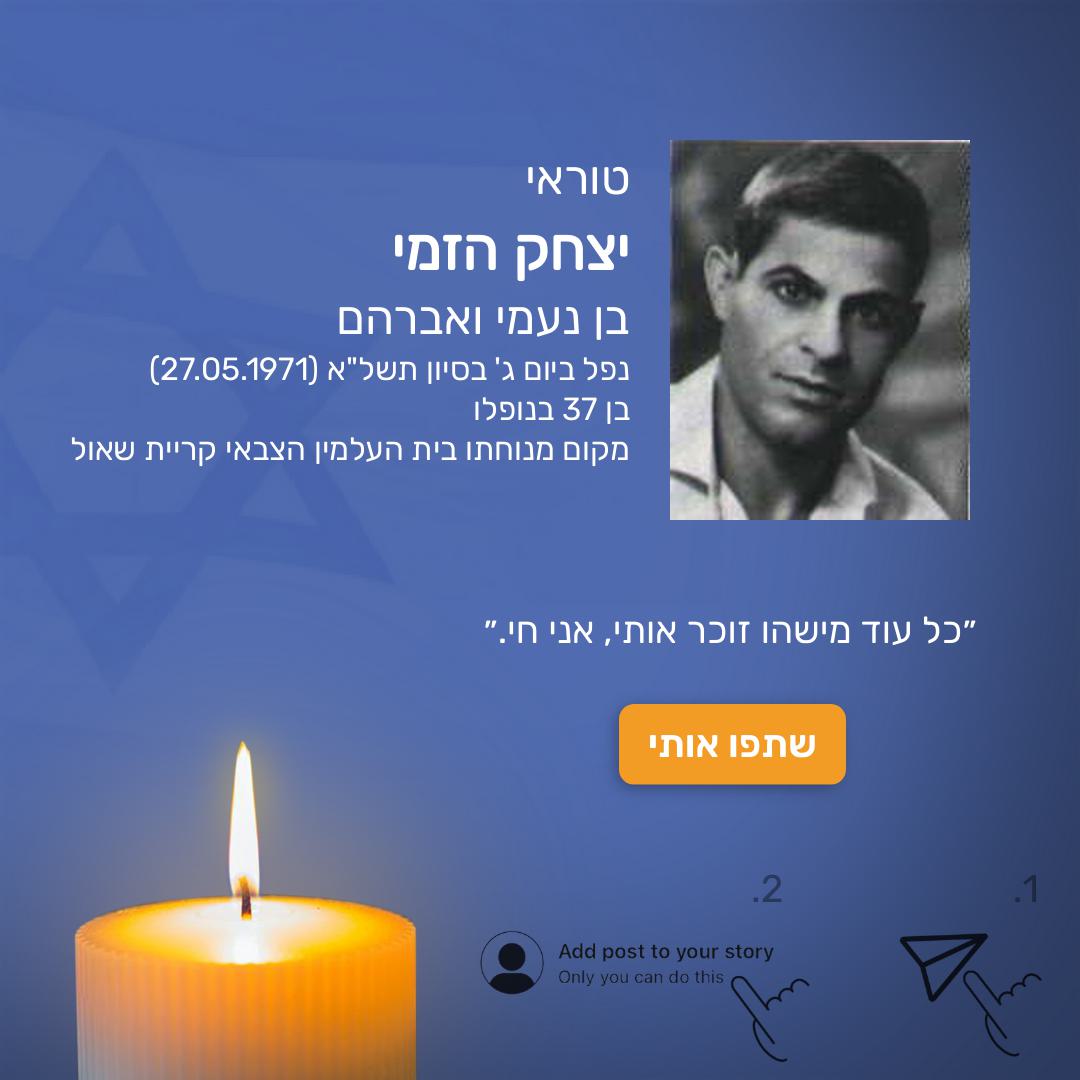 טוראי
יצחק הזמי
בן נעמי ואברהם
נפל ביום ג' בסיון תשל"א (27.05.1971)
בן 37 בנופלו
מקום מנוחתו בית העלמין הצבאי קריית שאול
״כל עוד מישהו זוכר אותי, אני חי.״
שתפו אותי
.1
.2
Add post to your story
Only you can do this